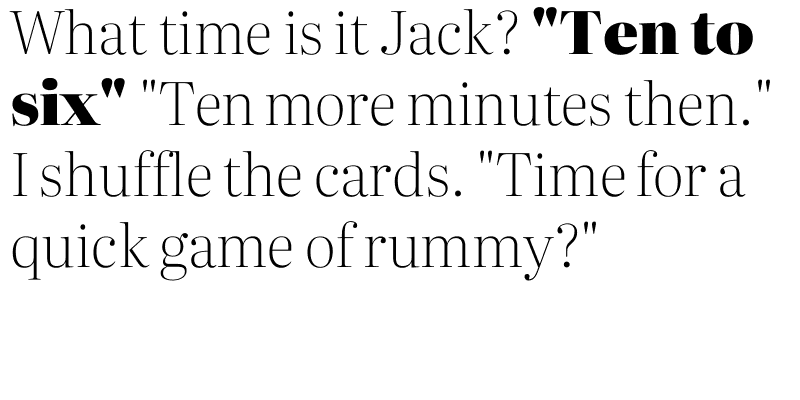 What time is it Jack? "Ten to
six" "Ten more minutes then."
I shuffle the cards. "Time for a
quick game of rummy?"